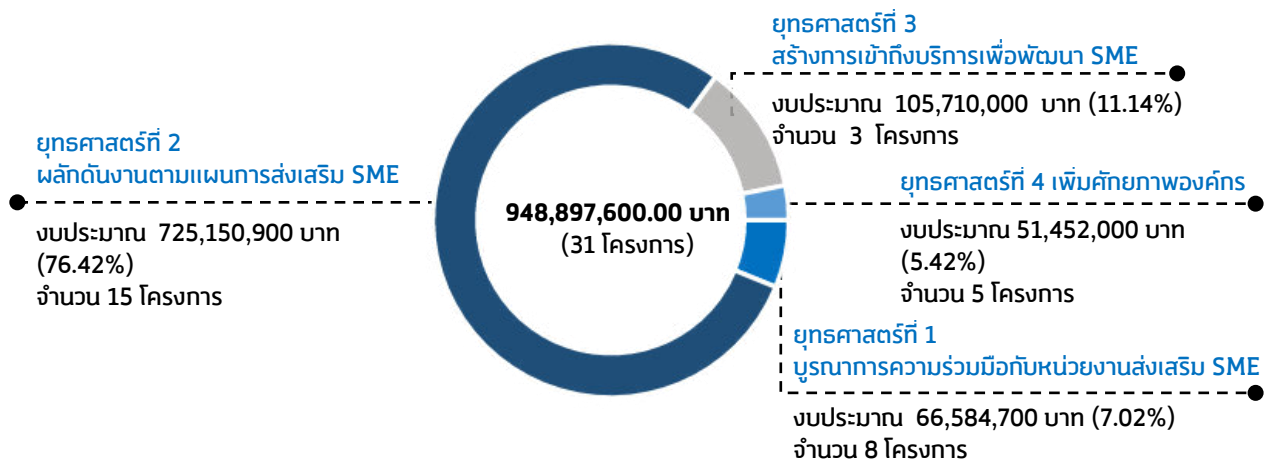 ยุทธศาสตร์ที่ 3
สร้างการเข้าถึงบริการเพื่อพัฒนา SME
งบประมาณ 105,710,000 บาท (11.14%)
จำนวน 3 โครงการ
ยุทธศาสตร์ที่ 2
ผลักดันงานตามแผนการส่งเสริม SME
งบประมาณ 725,150,900 บาท
(76.42%)
จำนวน 15 โครงการ
948,897,600.00 บาท
(31 โครงการ)
ยุทธศาสตร์ที่ 4 เพิ่มศักยภาพองค์กร
งบประมาณ 51,452,000 บาท
(5.42%)
จำนวน 5 โครงการ
ยุทธศาสตร์ที่ 1
บูรณาการความร่วมมือกับหน่วยงานส่งเสริม SME
งบประมาณ 66,584,700 บาท (7.02%)
จำนวน 8 โครงการ